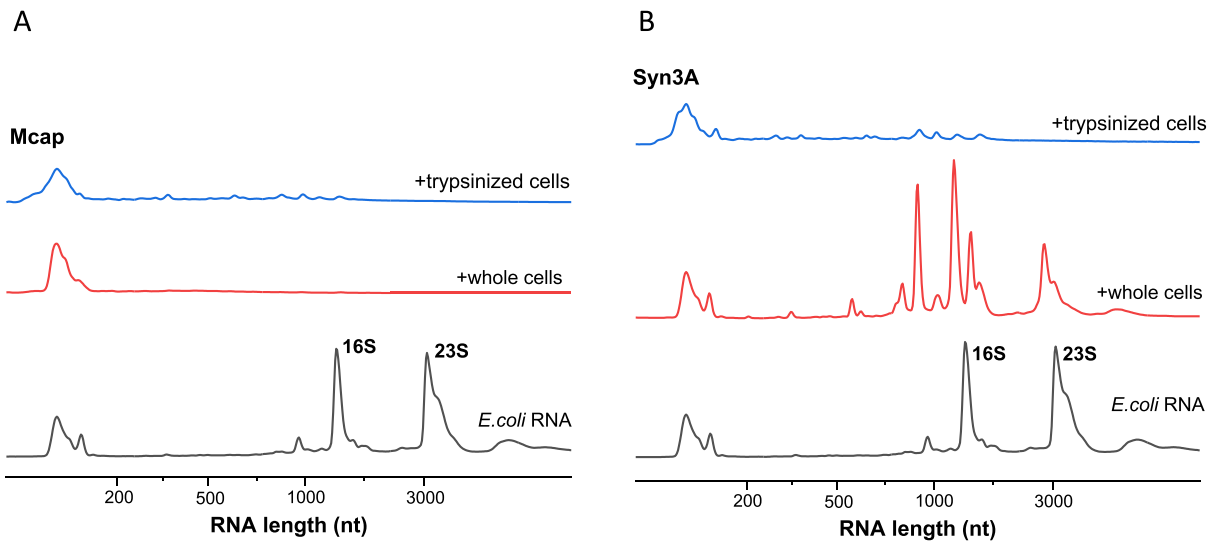 A
Mcap
+trypsinized cells
+whole cells
16S
23S
E.coli RNA
200
500
1000
3000
RNA length (nt)
B
Syn3A
+trypsinized cells
+whole cells
16S
23S
E.coli RNA
200
500
1000
3000
RNA length (nt)